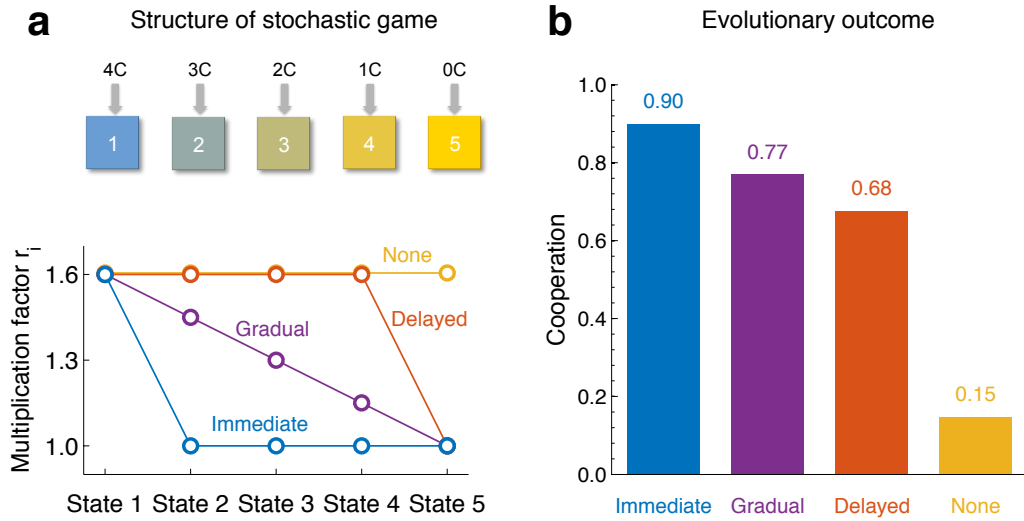 a
Structure of stochastic game
4C 3C 2C 1C 0C
1 2 3 4 5
Multiplication factor r_i
1.6
1.3
1.0
None
Delayed
Gradual
Immediate
State 1 State 2 State 3 State 4 State 5
b
Evolutionary outcome
Cooperation
1.0
0.8
0.6
0.4
0.2
0.0
0.90
0.77
0.68
0.15
Immediate Gradual Delayed None